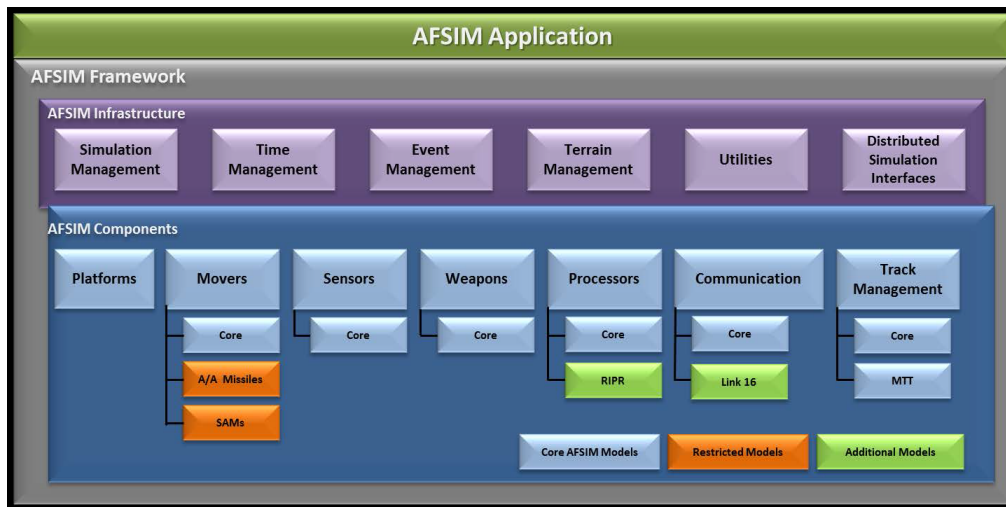 AFSIM Application
AFSIM Framework
AFSIM Infrastructure
Simulation
Management
Time
Management
Event
Management
Terrain
Management
Utilities
Distributed
Simulation
Interfaces
AFSIM Components
Platforms
Movers
Sensors
Weapons
Processors
Communication
Track
Management
Core
Core
Core
Core
Core
Core
A/A Missiles
RIPR
Link 16
MTT
SAMs
Core AFSIM Models
Restricted Models
Additional Models